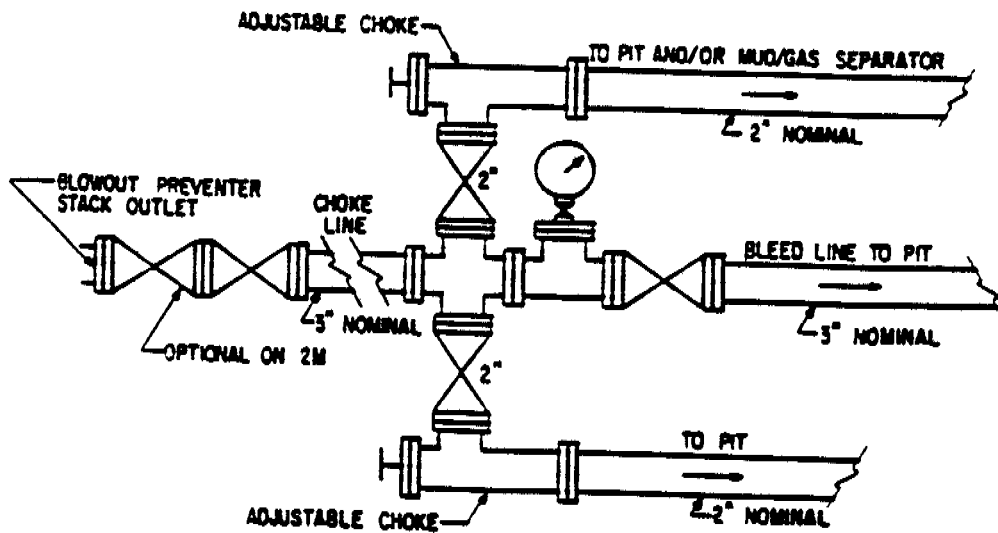 ADJUSTABLE CHOKE
TO PIT AND/OR MUD/GAS SEPARATOR
2" NOMINAL
BLOWOUT PREVENTER
STACK OUTLET
CHOKE
LINE
2"
BLEED LINE TO PIT
3" NOMINAL
3" NOMINAL
OPTIONAL ON 2M
2"
TO PIT
ADJUSTABLE CHOKE
2" NOMINAL